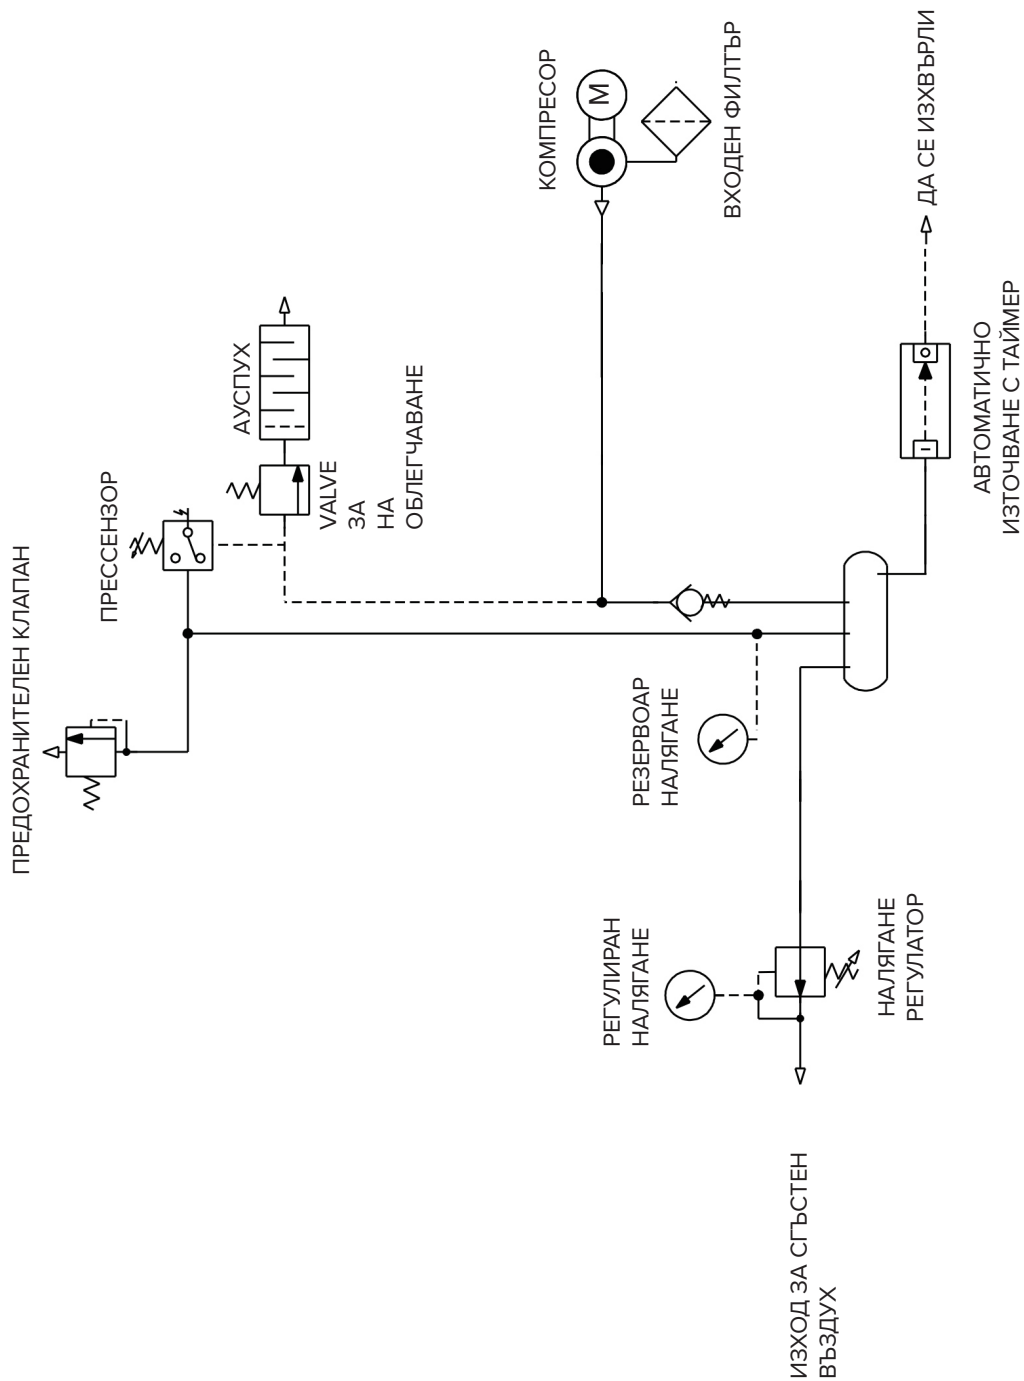 ПРЕДОХРАНИТЕЛЕН КЛАПАН
ПРЕССЕНЗОР
АУСПУХ
VALVE
ЗА
НА
ОБЛЕГЧАВАНЕ
КОМПРЕСОР
M
ВХОДЕН ФИЛТЪР
ДА СЕ ИЗХВЪРЛИ
АВТОМАТИЧНО
ИЗТОЧВАНЕ С ТАЙМЕР
РЕЗЕРВОАР
НАЛЯГАНЕ
РЕГУЛИРАН
НАЛЯГАНЕ
НАЛЯГАНЕ
РЕГУЛАТОР
ИЗХОД ЗА СГЪСТЕН
ВЪЗДУХ